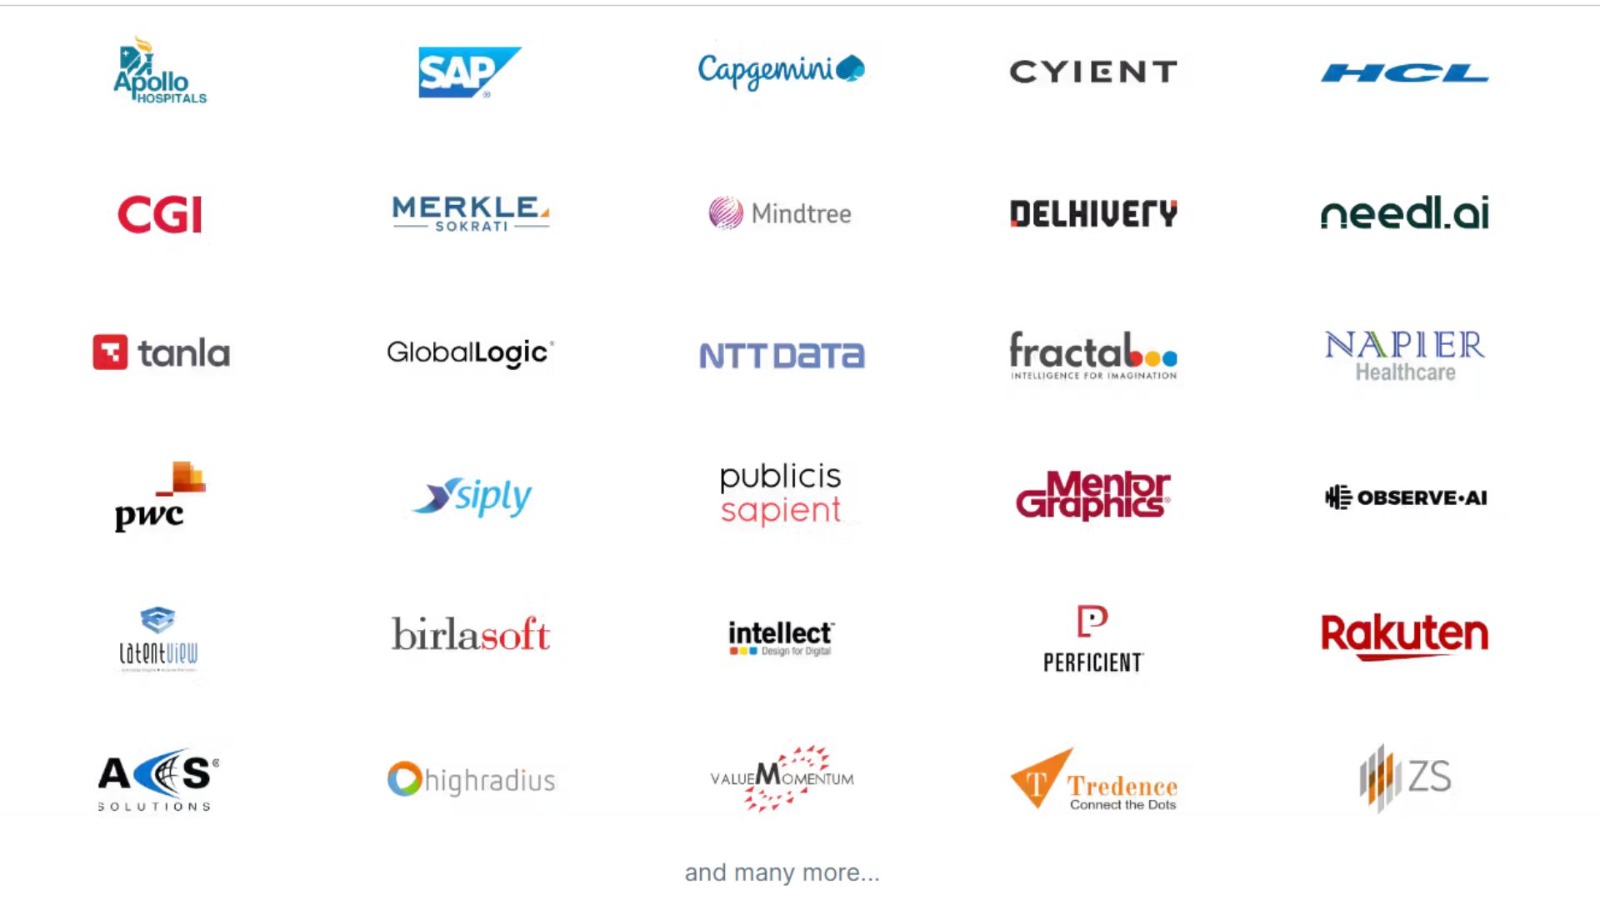 Apollo
HOSPITALS
SAP®
Capgemini
CYIENT
HCL
CGI
MERKLE
SOKRATI
Mindtree
DELHIVERY
needl.ai
tanla
GlobalLogic®
NTT DATA
fractal
INTELLIGENCE FOR IMAGINATION
NAPIER
Healthcare
pwc
siply
publicis
sapient
Mentor
Graphics®
OBSERVE•AI
LatentView
birlasoft
intellect™
Design for Digital
PERFICIENT
Rakuten
ACS
SOLUTIONS
highradius
VALUEMOMENTUM
T
Tredence
Connect the Dots
ZS
and many more...